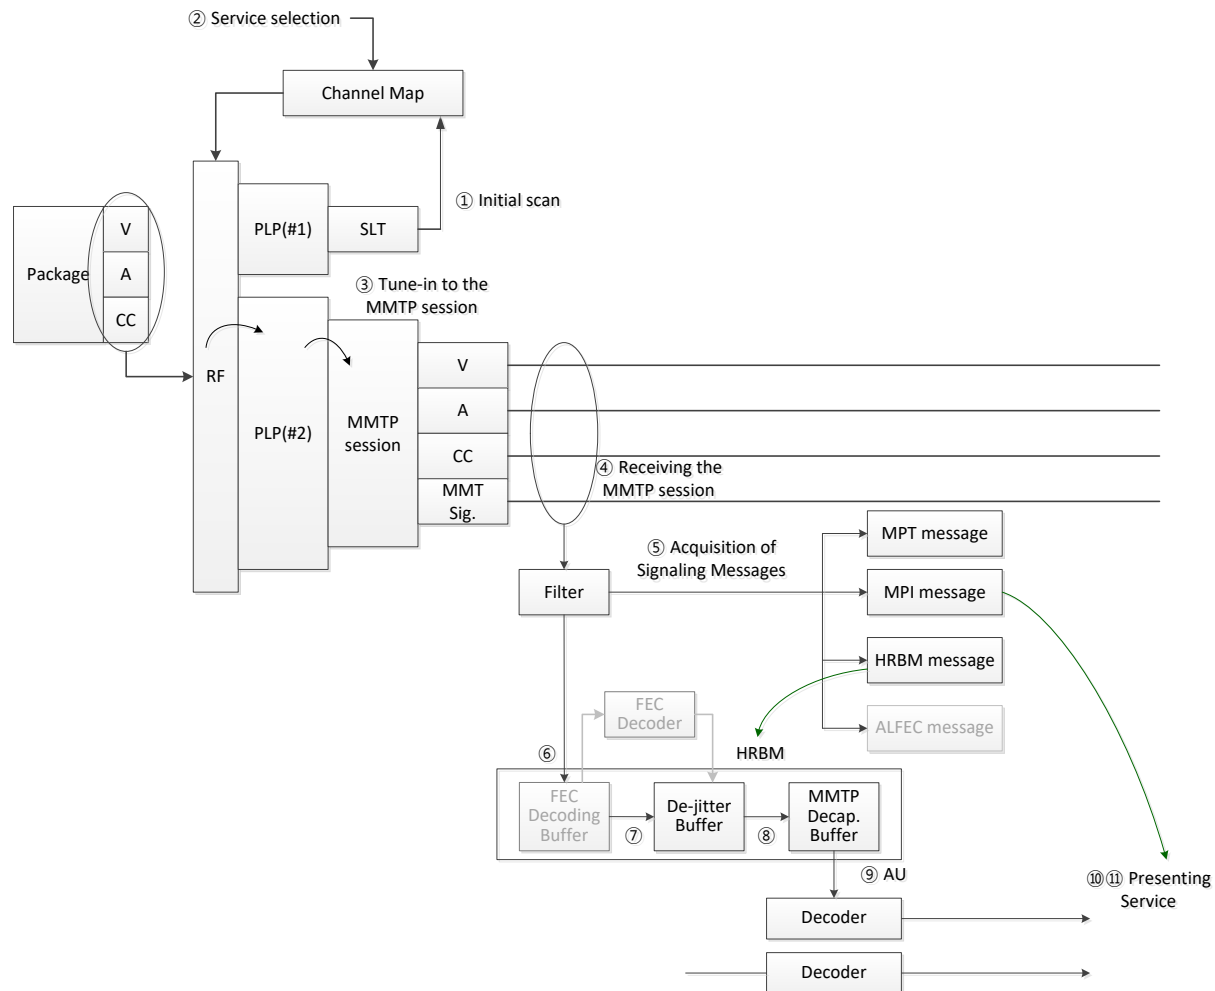 ② Service selection
Channel Map
① Initial scan
Package
V
A
CC
RF
PLP(#1)
SLT
③ Tune-in to the
MMTP session
PLP(#2)
MMTP
session
V
A
CC
MMT
Sig.
④ Receiving the
MMTP session
⑤ Acquisition of
Signaling Messages
Filter
MPT message
MPI message
HRBM message
ALFEC message
FEC
Decoder
HRBM
⑥
FEC
Decoding
Buffer
⑦
De-jitter
Buffer
⑧
MMTP
Decap.
Buffer
⑨ AU
⑩⑪ Presenting
Service
Decoder
Decoder